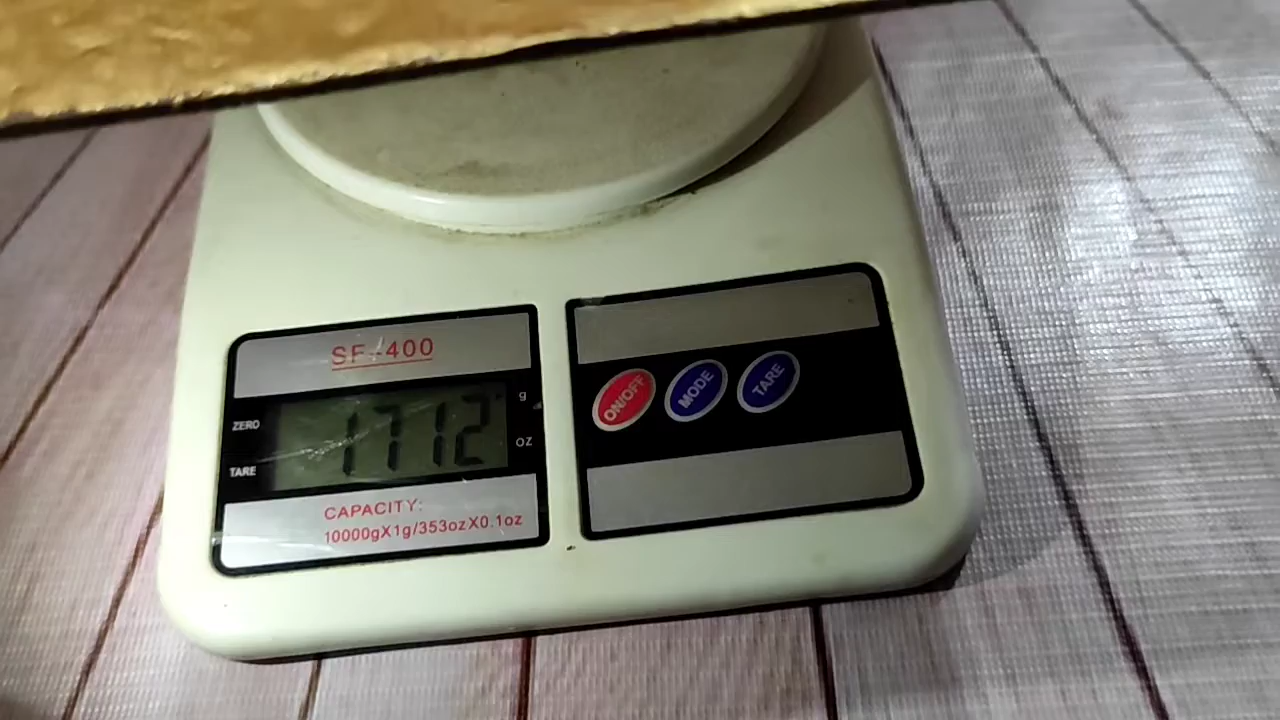 SF-400
ZERO
TARE
1712
g
oz
CAPACITY:
10000gX1g/353ozX0.1oz
ON/OFF
MODE
TARE